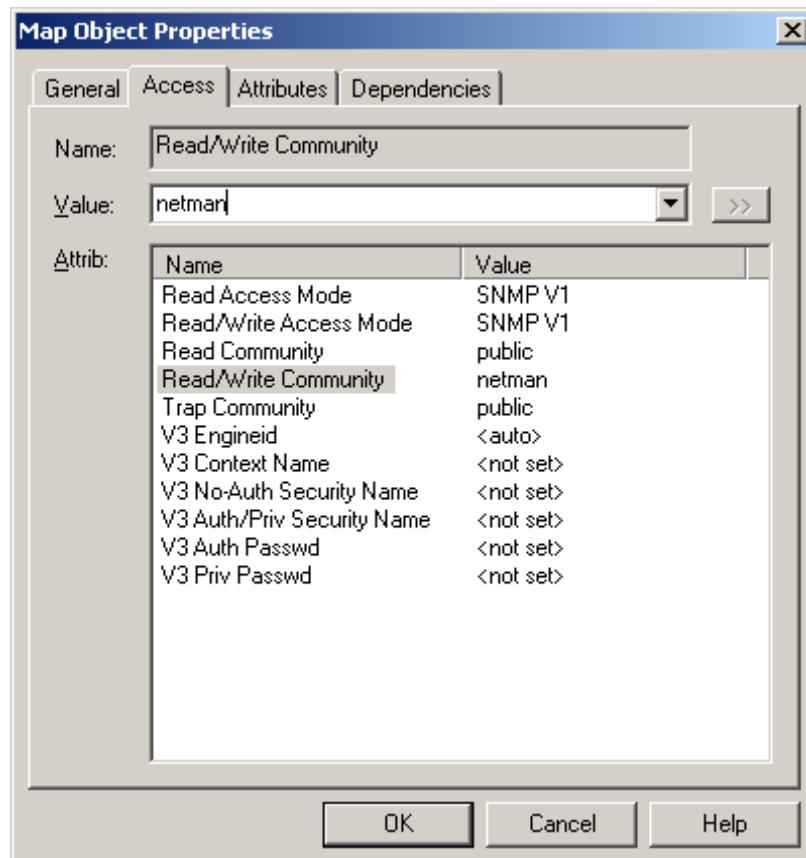 Map Object Properties
General Access Attributes Dependencies
Name: Read/Write Community
Value: netman >>
Attrib: Name Value
Read Access Mode SNMP V1
Read/Write Access Mode SNMP V1
Read Community public
Read/Write Community netman
Trap Community public
V3 Engineid <auto>
V3 Context Name <not set>
V3 No-Auth Security Name <not set>
V3 Auth/Priv Security Name <not set>
V3 Auth Passwd <not set>
V3 Priv Passwd <not set>
OK Cancel Help